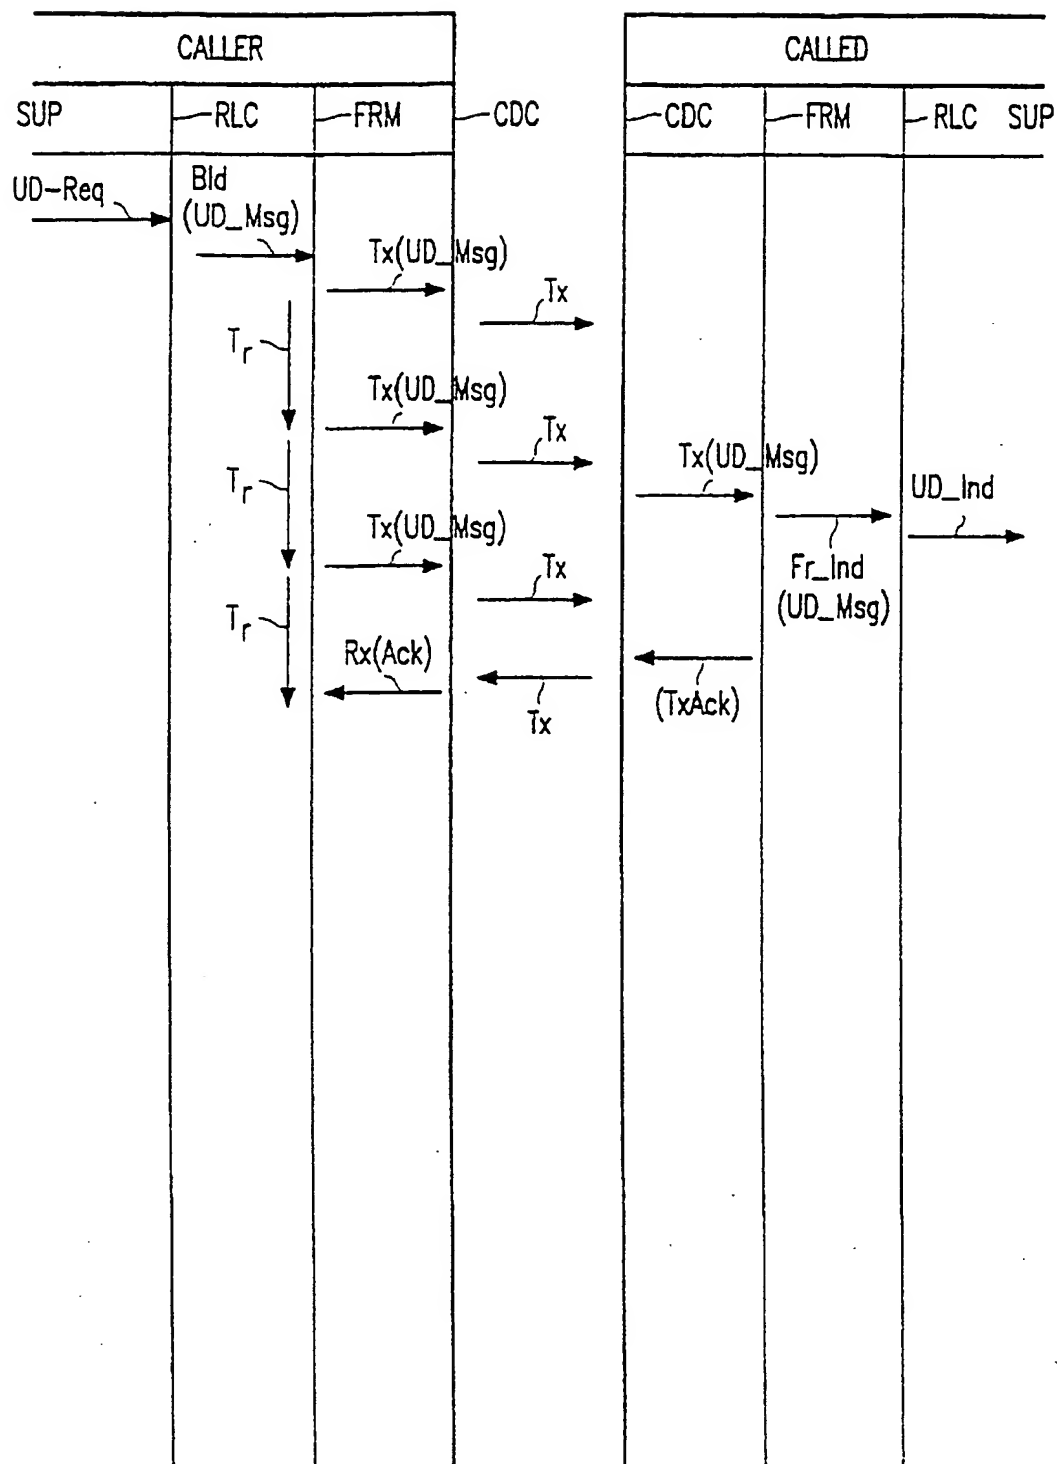 CALLER
CALLED
SUP
RLC
FRM
CDC
CDC
FRM
RLC
SUP
UD-Req
Bld
(UD_Msg)
Tx(UD_Msg)
Tx
Tr
Tx(UD_Msg)
Tx
Tx(UD_Msg)
UD_Ind
Tr
Fr_Ind
(UD_Msg)
Tx(UD_Msg)
Tx
Tr
Rx(Ack)
Tx
(TxAck)